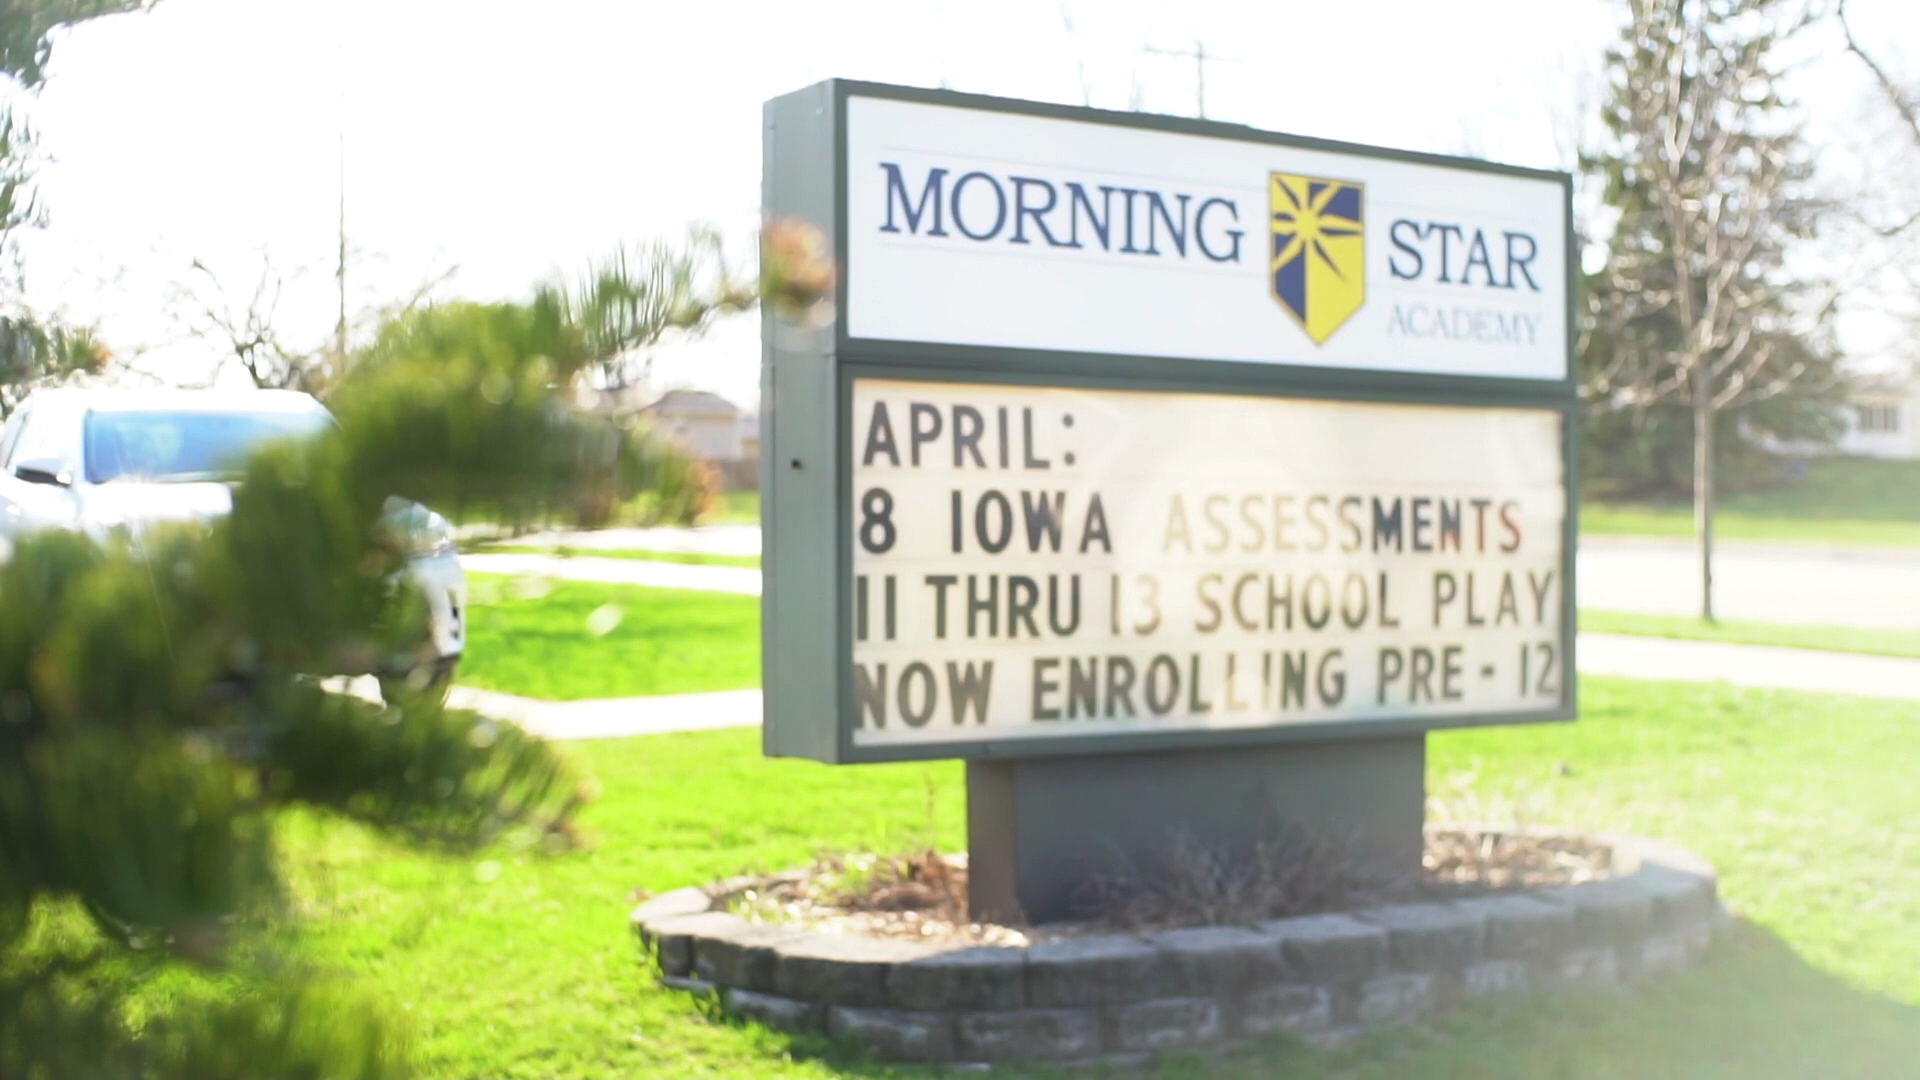 MORNING STAR
ACADEMY
APRIL:
8 IOWA ASSESSMENTS
11 THRU 13 SCHOOL PLAY
NOW ENROLLING PRE - 12